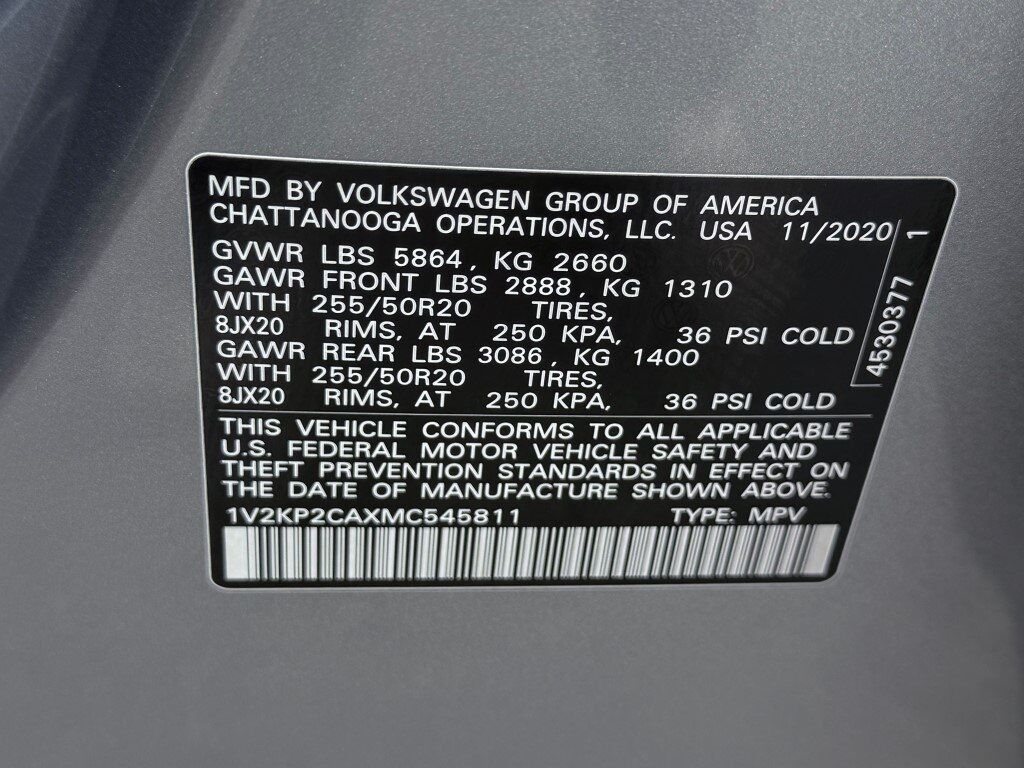 MFD BY VOLKSWAGEN GROUP OF AMERICA
CHATTANOOGA OPERATIONS, LLC. USA 11/2020
GVWR LBS 5864, KG 2660
GAWR FRONT LBS 2888, KG 1310
WITH 255/50R20 TIRES,
8JX20 RIMS, AT 250 KPA, 36 PSI COLD
GAWR REAR LBS 3086, KG 1400
WITH 255/50R20 TIRES,
8JX20 RIMS, AT 250 KPA, 36 PSI COLD
THIS VEHICLE CONFORMS TO ALL APPLICABLE
U.S. FEDERAL MOTOR VEHICLE SAFETY AND
THEFT PREVENTION STANDARDS IN EFFECT ON
THE DATE OF MANUFACTURE SHOWN ABOVE.
1V2KP2CAXMC545811 TYPE: MPV
4530377 1